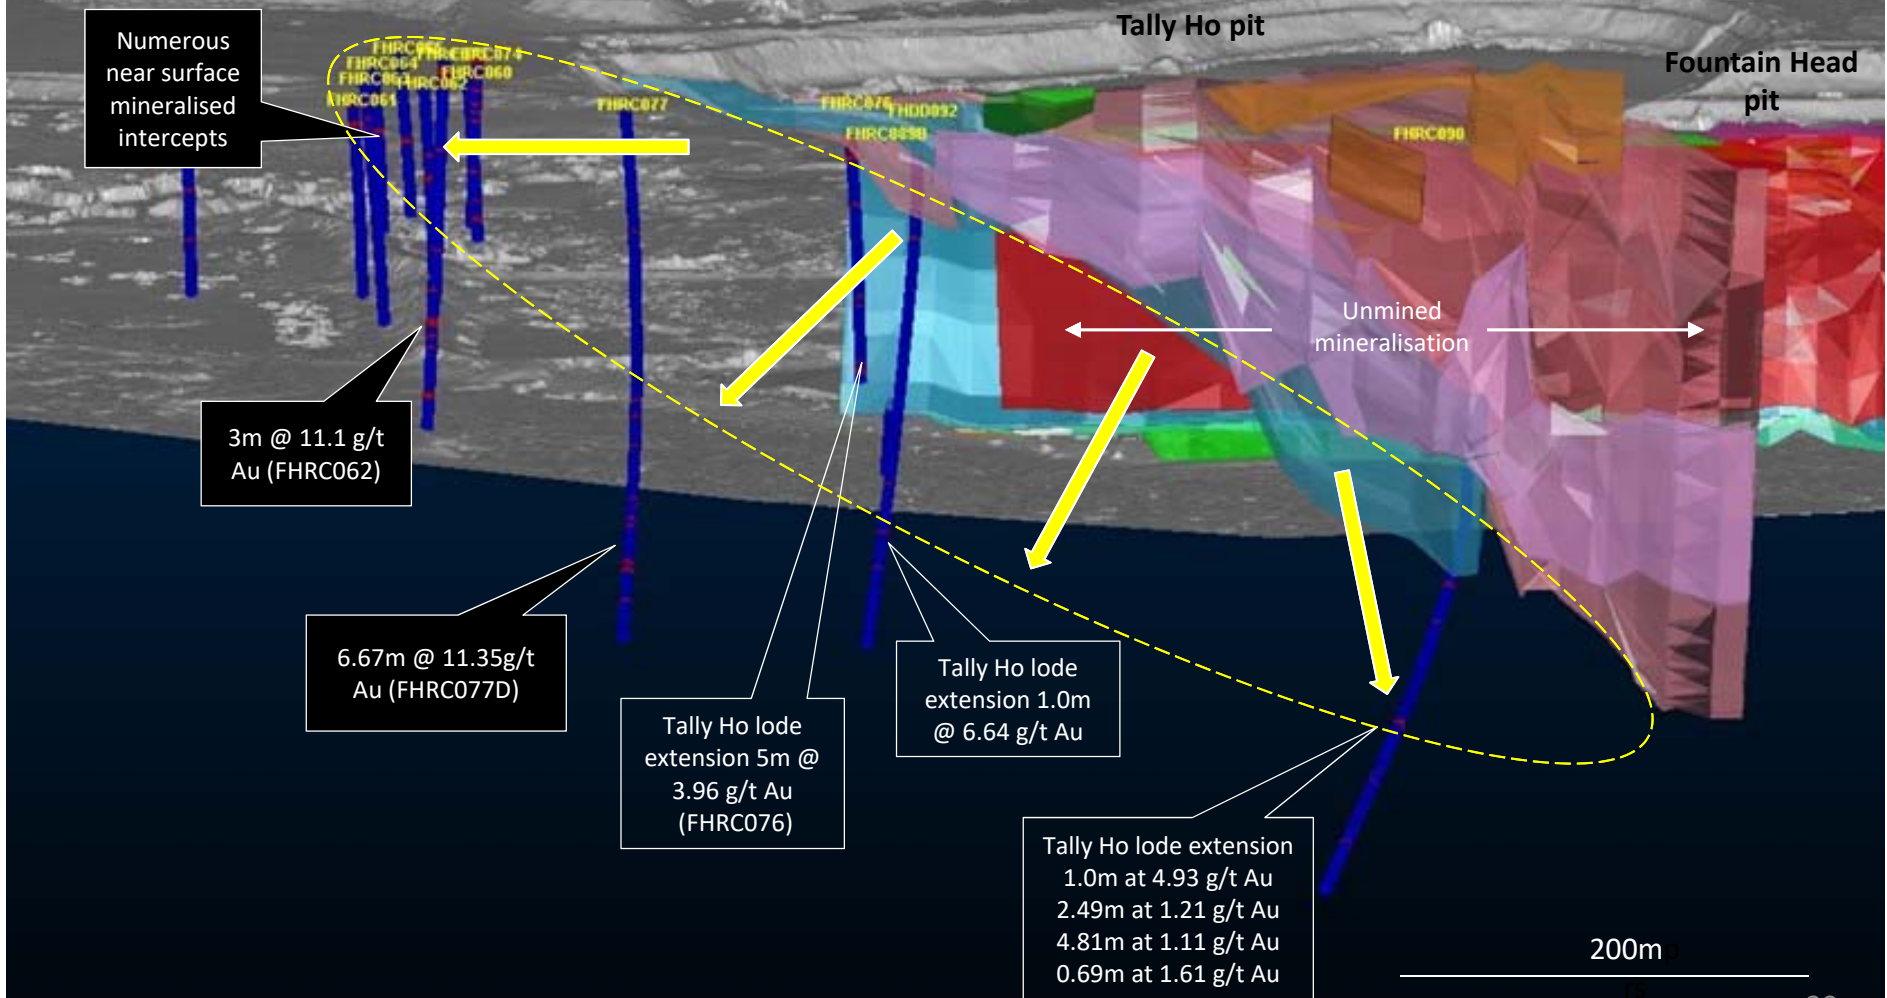 Tally Ho pit
Fountain Head
pit
Numerous
near surface
mineralised
intercepts
FHRC064
FHRC074
FHRC060
FHRC062
FHRC061
FHRC077
FHRC076
FHDD092
FHRC089B
FHRC090
Unmined
mineralisation
3m @ 11.1 g/t
Au (FHRC062)
6.67m @ 11.35g/t
Au (FHRC077D)
Tally Ho lode
extension 5m @
3.96 g/t Au
(FHRC076)
Tally Ho lode
extension 1.0m
@ 6.64 g/t Au
Tally Ho lode extension
1.0m at 4.93 g/t Au
2.49m at 1.21 g/t Au
4.81m at 1.11 g/t Au
0.69m at 1.61 g/t Au
200m